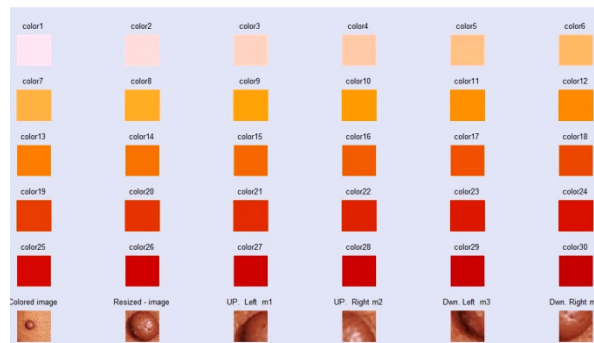 color1 color2 color3 color4 color5 color6
color7 color8 color9 color10 color11 color12
color13 color14 color15 color16 color17 color18
color19 color20 color21 color22 color23 color24
color25 color26 color27 color28 color29 color30
Colored image Resized - image UP. Left m1 UP. Right m2 Dwn. Left m3 Dwn. Right m